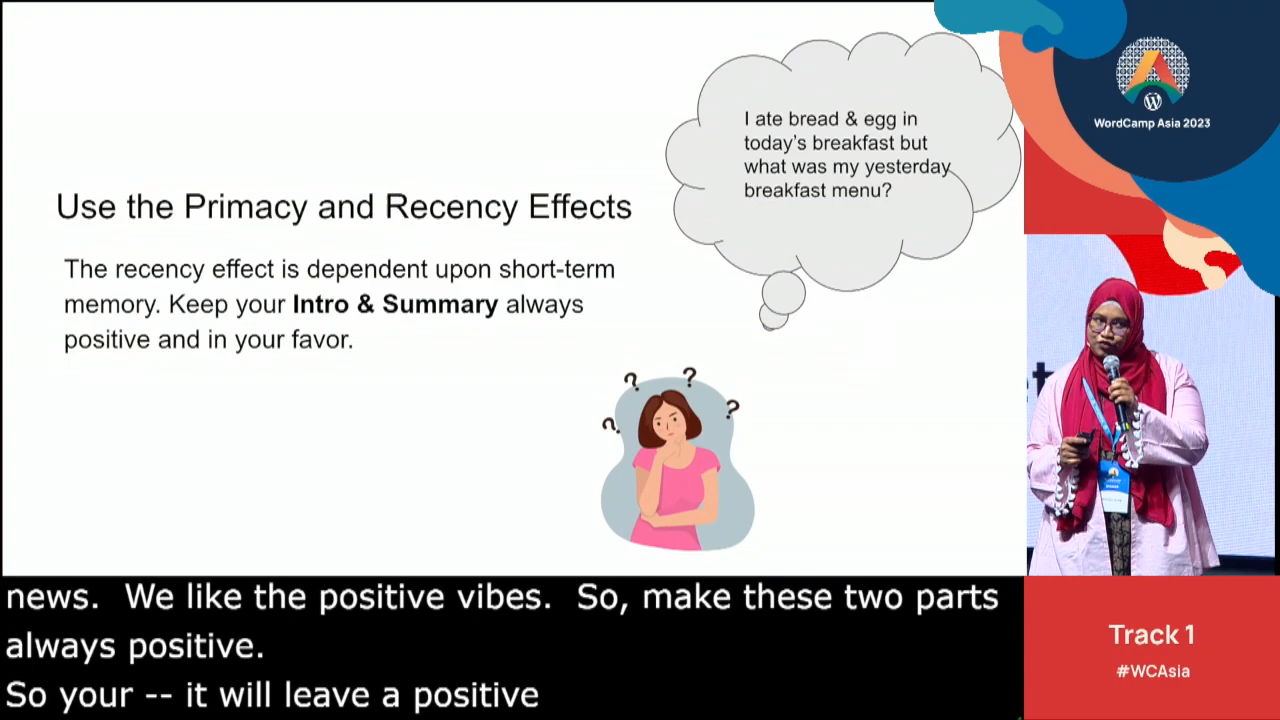 I ate bread & egg in
today's breakfast but
what was my yesterday
breakfast menu?
Use the Primacy and Recency Effects
The recency effect is dependent upon short-term
memory. Keep your Intro & Summary always
positive and in your favor.
? ? ? ?
WordCamp Asia 2023
news.  We like the positive vibes.  So, make these two parts
always positive.
So your -- it will leave a positive
Track 1
#WCAsia